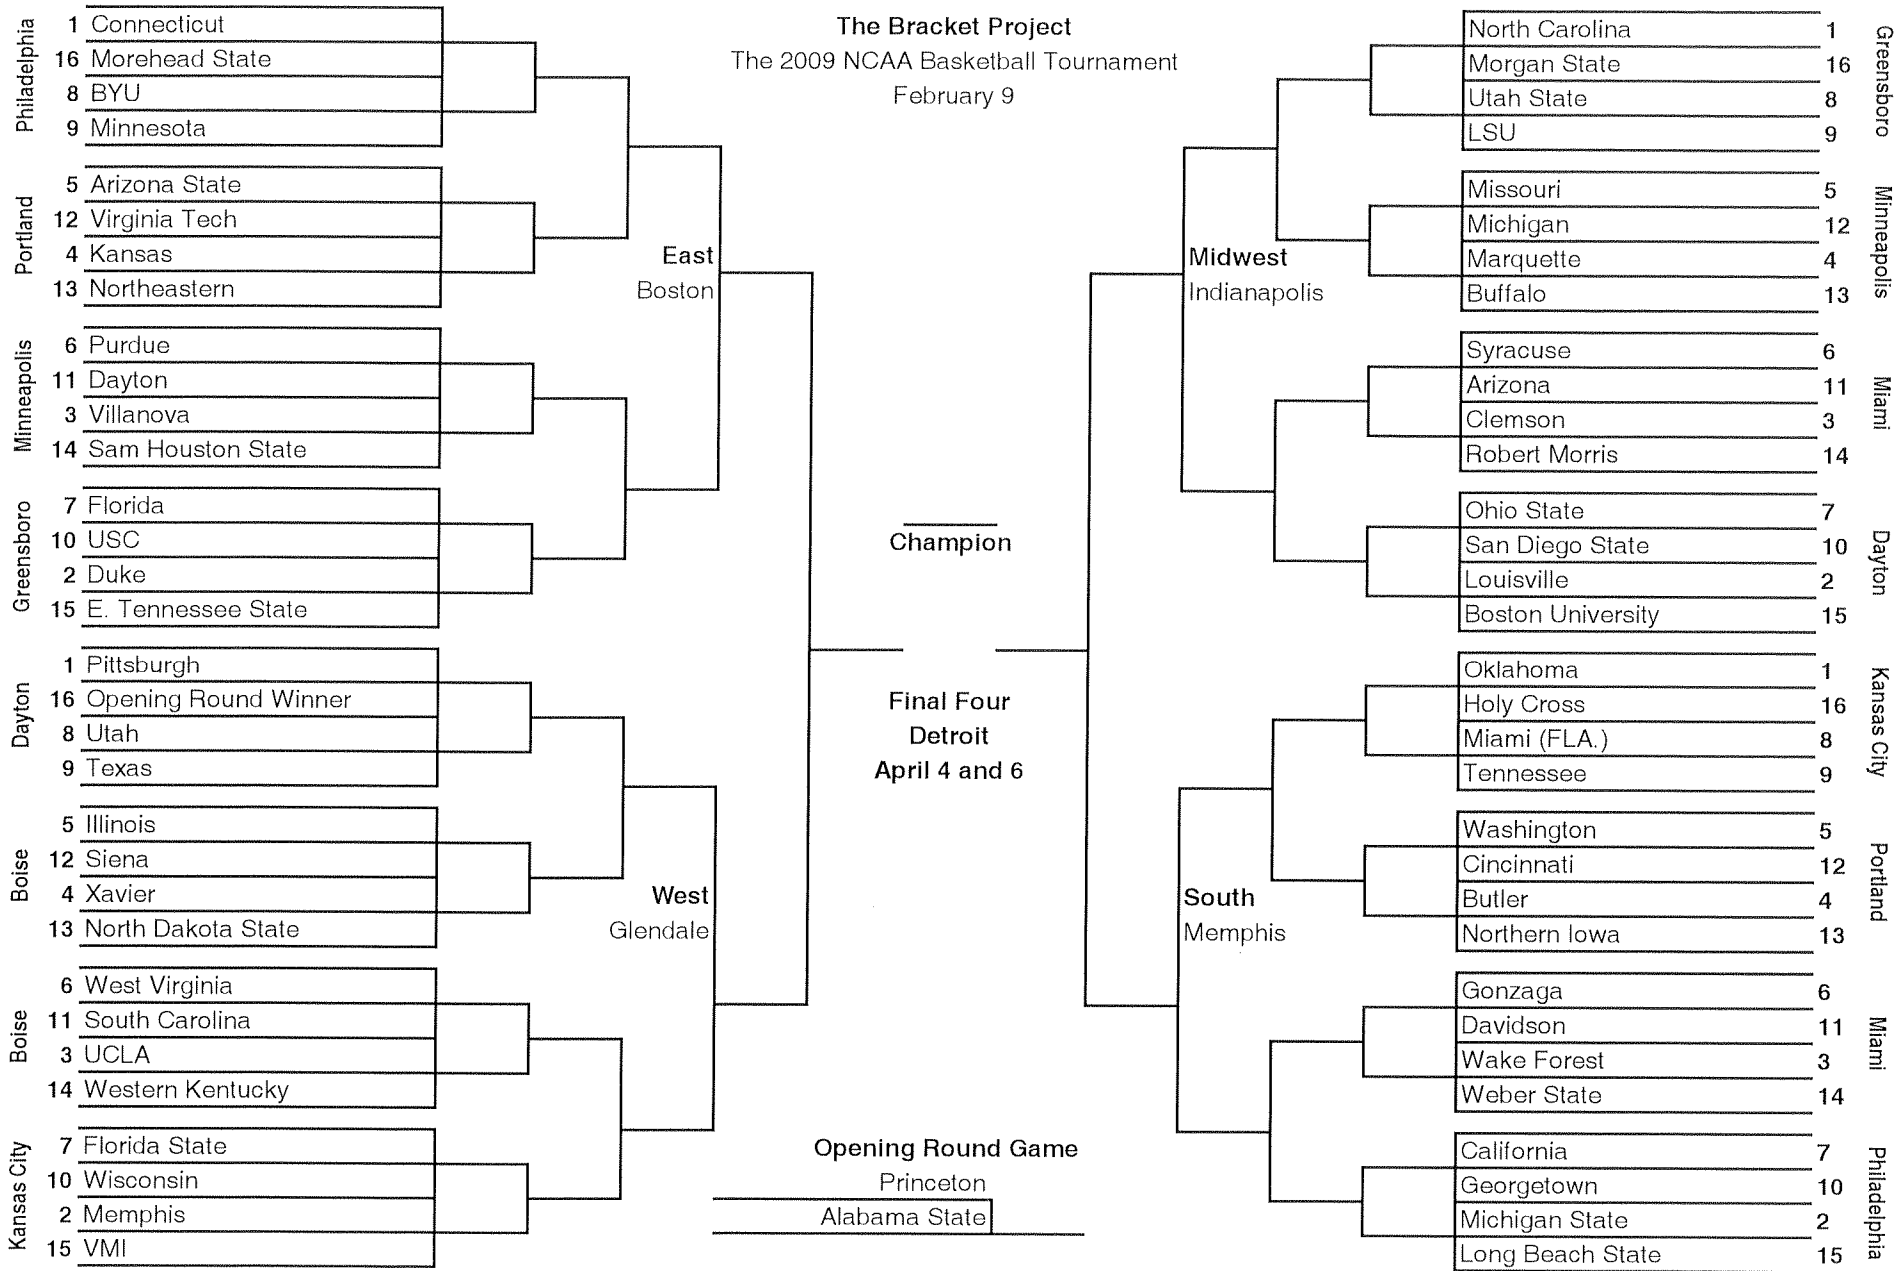 The Bracket Project
The 2009 NCAA Basketball Tournament
February 9
Philadelphia
1 Connecticut
16 Morehead State
8 BYU
9 Minnesota
Portland
5 Arizona State
12 Virginia Tech
4 Kansas
13 Northeastern
East
Boston
Minneapolis
6 Purdue
11 Dayton
3 Villanova
14 Sam Houston State
Greensboro
7 Florida
10 USC
2 Duke
15 E. Tennessee State
Dayton
1 Pittsburgh
16 Opening Round Winner
8 Utah
9 Texas
Boise
5 Illinois
12 Siena
4 Xavier
13 North Dakota State
West
Glendale
Boise
6 West Virginia
11 South Carolina
3 UCLA
14 Western Kentucky
Kansas City
7 Florida State
10 Wisconsin
2 Memphis
15 VMI
Champion
Final Four
Detroit
April 4 and 6
Opening Round Game
Princeton
Alabama State
North Carolina 1
Morgan State 16
Utah State 8
LSU 9
Greensboro
Missouri 5
Michigan 12
Marquette 4
Buffalo 13
Minneapolis
Midwest
Indianapolis
Syracuse 6
Arizona 11
Clemson 3
Robert Morris 14
Miami
Ohio State 7
San Diego State 10
Louisville 2
Boston University 15
Dayton
Oklahoma 1
Holy Cross 16
Miami (FLA.) 8
Tennessee 9
Kansas City
Washington 5
Cincinnati 12
Butler 4
Northern Iowa 13
Portland
South
Memphis
Gonzaga 6
Davidson 11
Wake Forest 3
Weber State 14
Miami
California 7
Georgetown 10
Michigan State 2
Long Beach State 15
Philadelphia